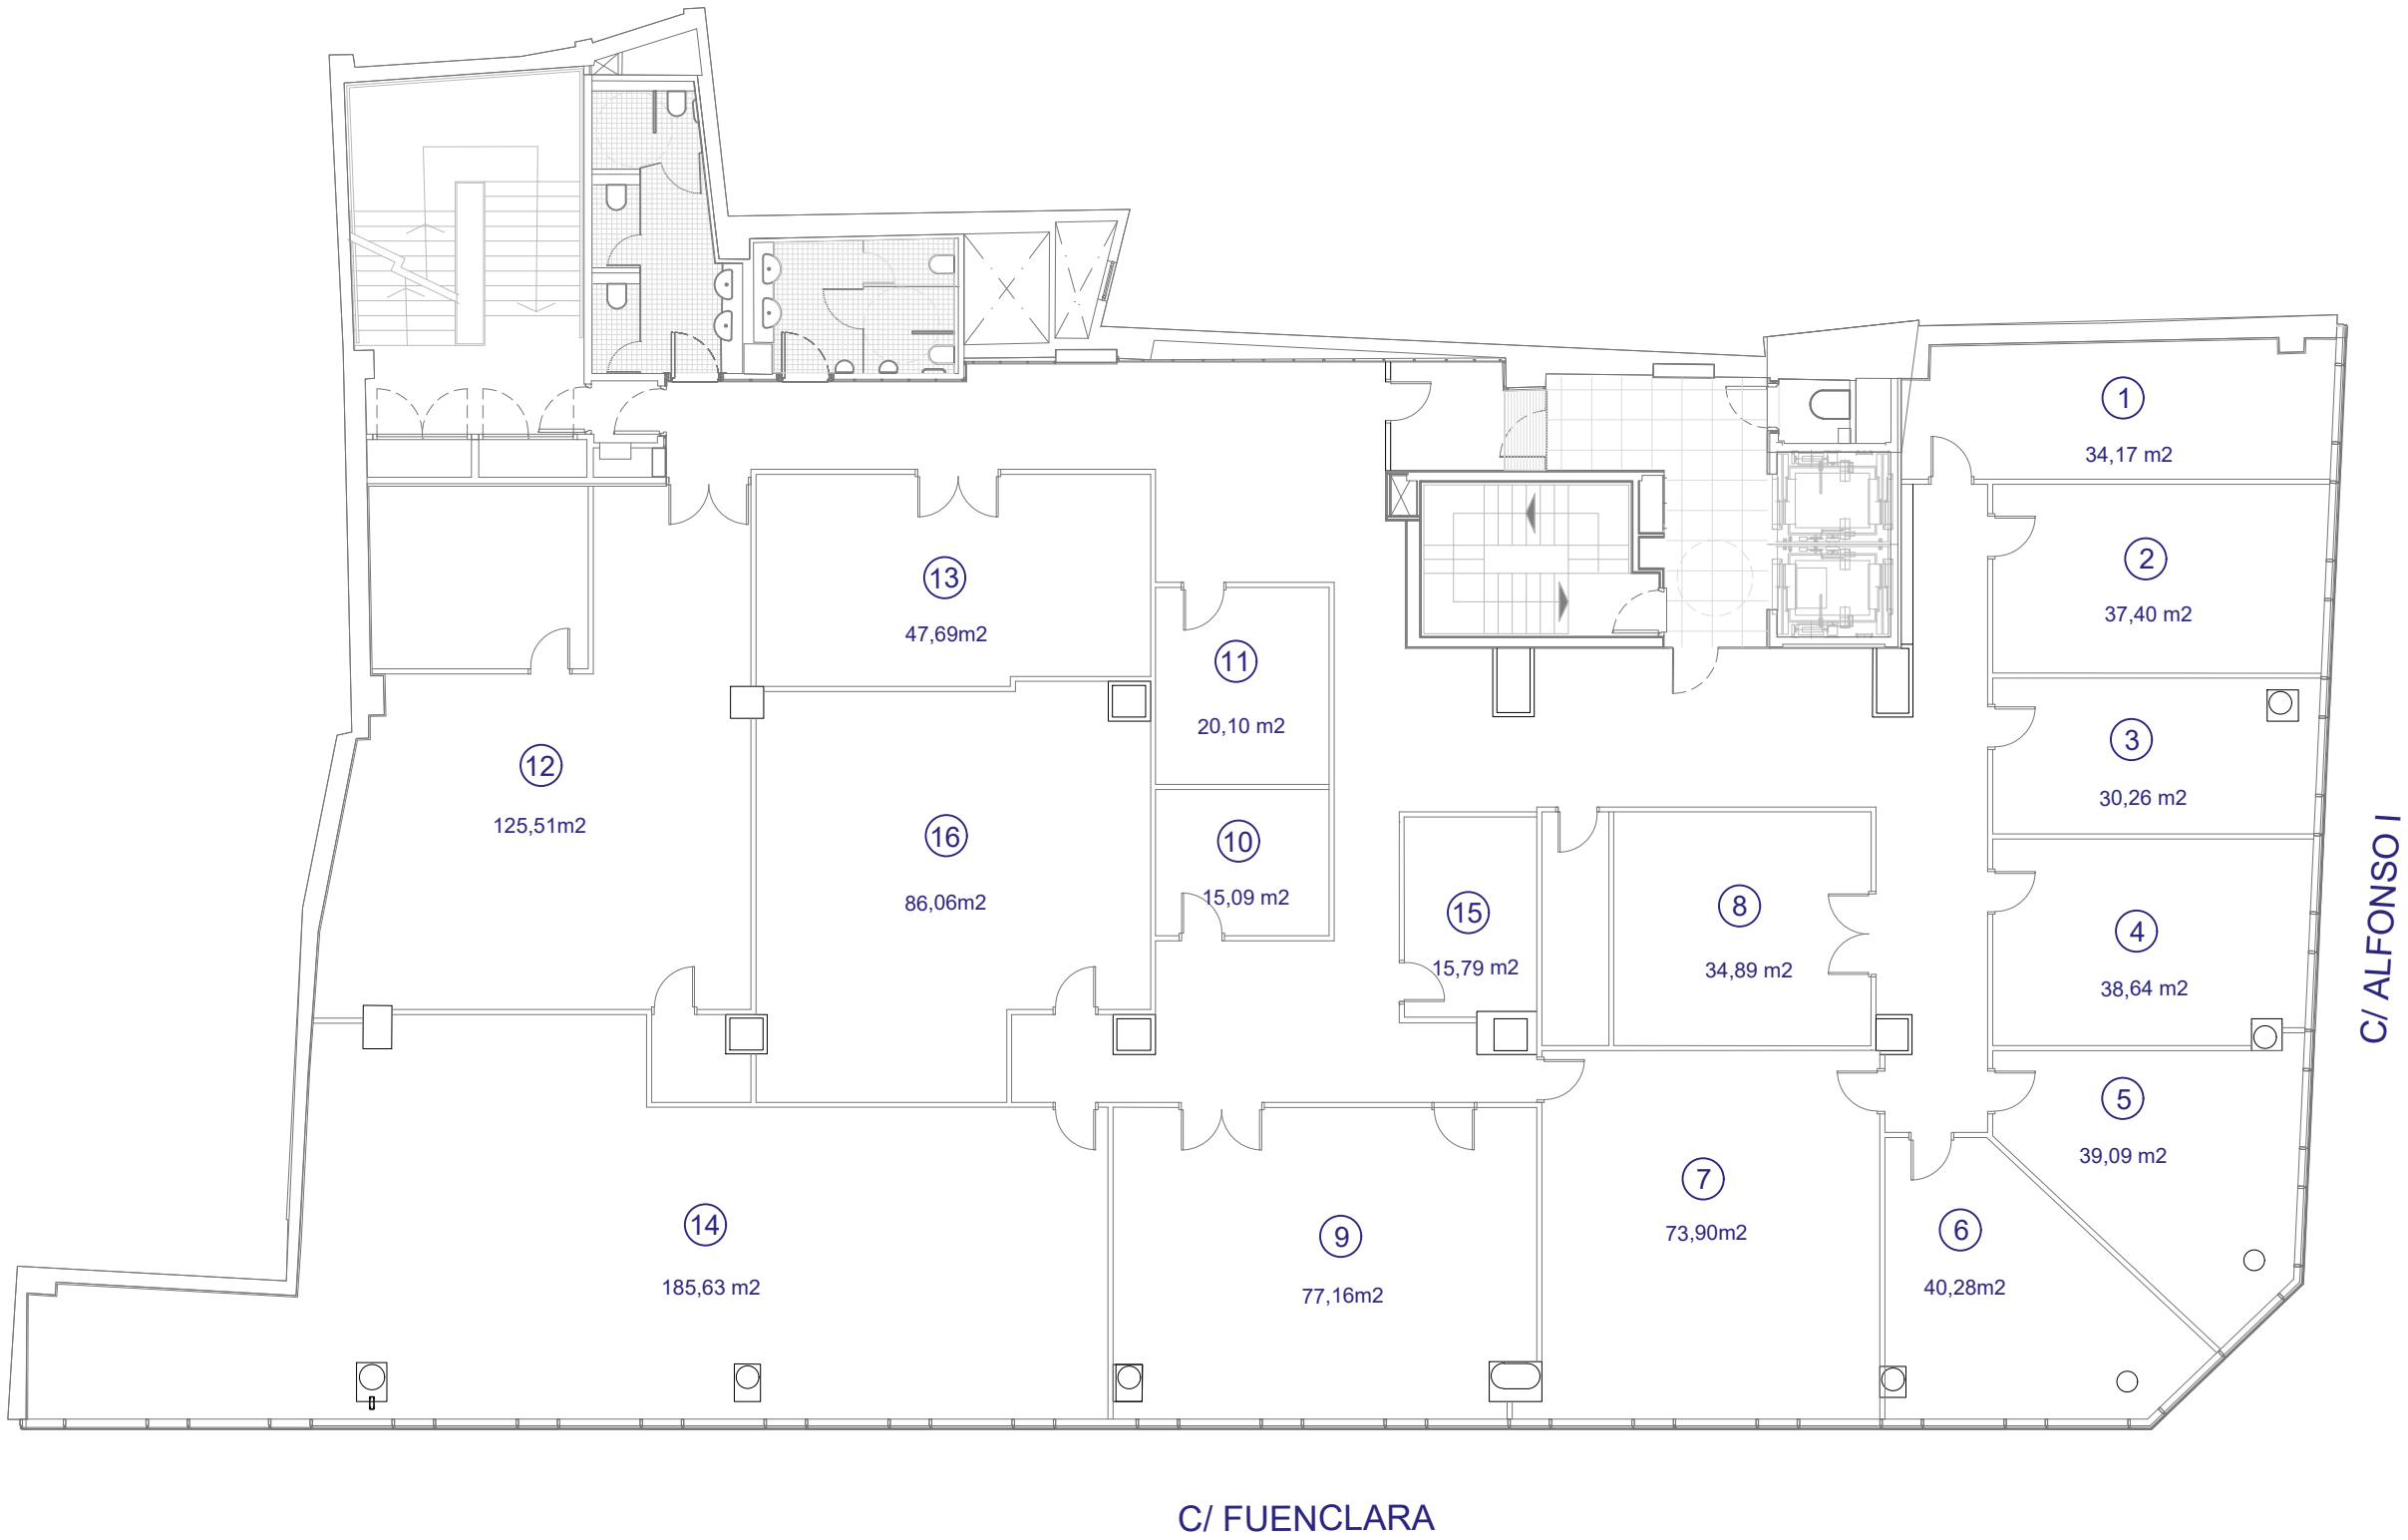 1
34,17 m2
2
37,40 m2
13
47,69m2
11
20,10 m2
3
30,26 m2
12
125,51m2
16
86,06m2
10
15,09 m2
15
15,79 m2
8
34,89 m2
4
38,64 m2
C/ ALFONSO I
5
39,09 m2
7
73,90m2
6
40,28m2
14
185,63 m2
9
77,16m2
C/ FUENCLARA